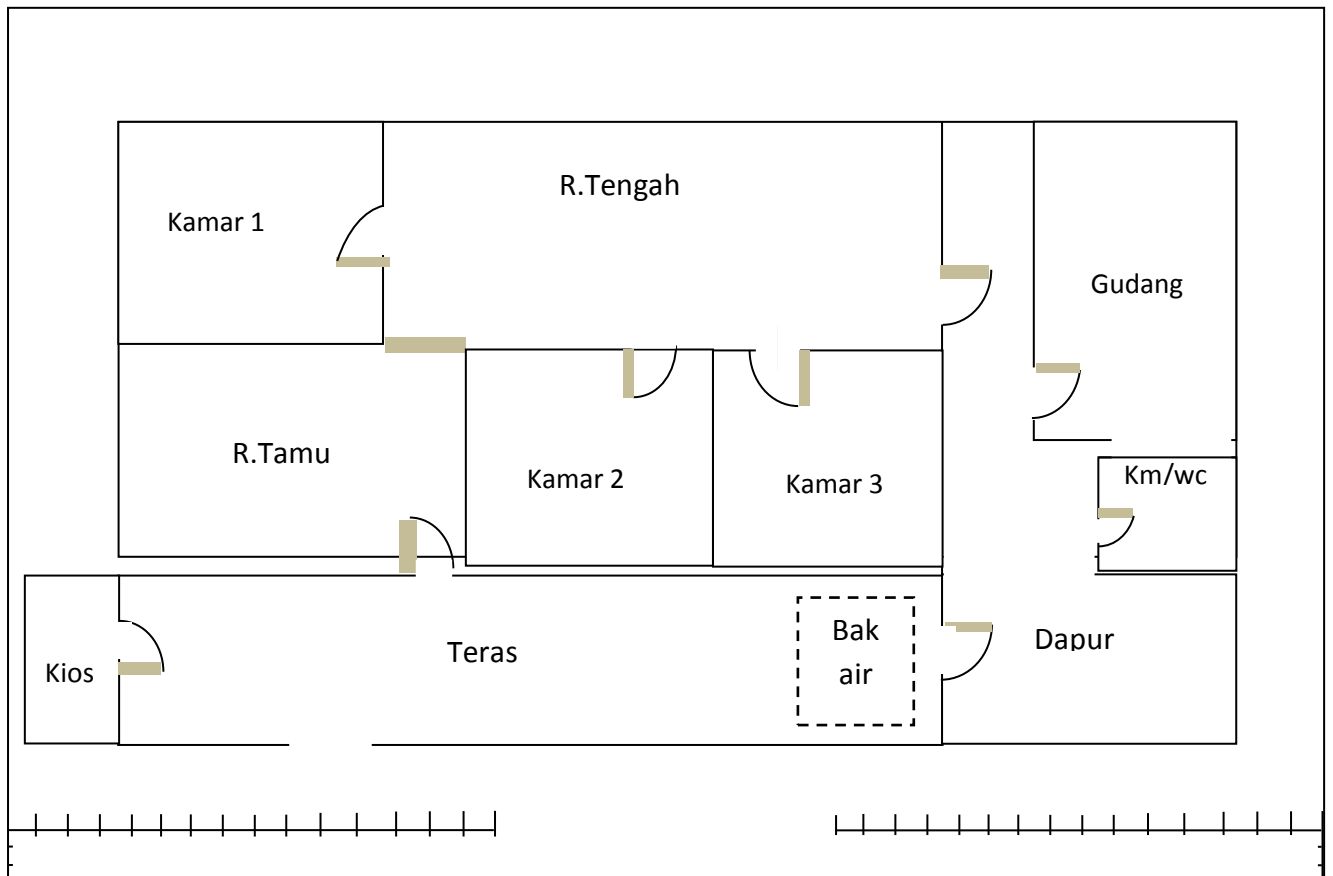 R.Tengah
Kamar 1
Gudang
R.Tamu
Kamar 2
Kamar 3
Km/wc
Kios
Teras
Bak
air
Dapur